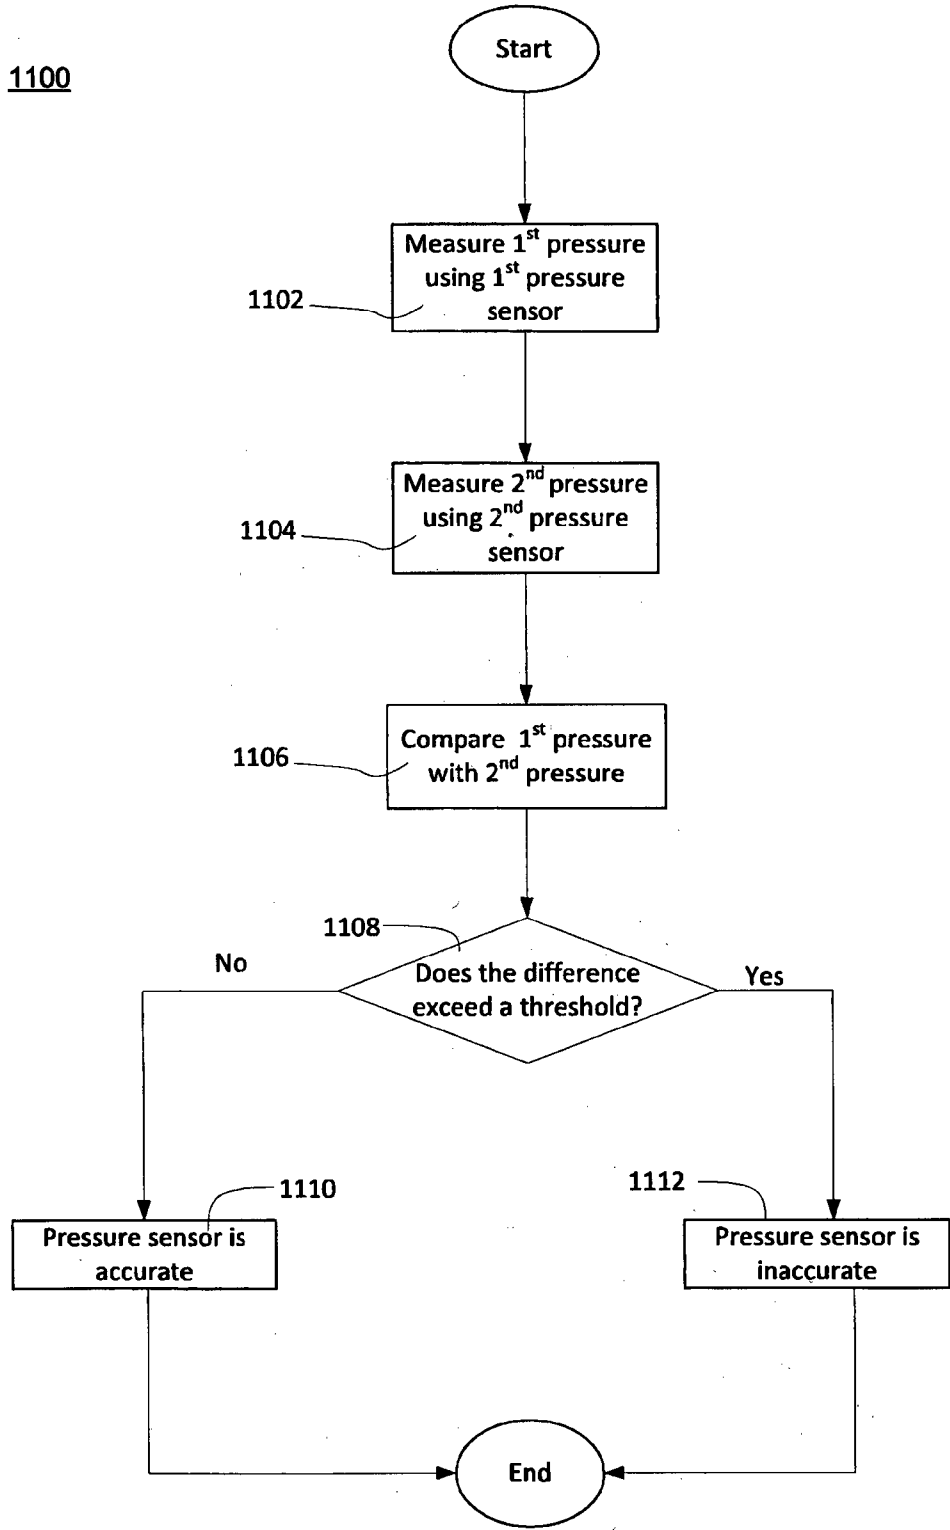 Start
1100
Measure 1st pressure
using 1st pressure
sensor
1102
Measure 2nd pressure
using 2nd pressure
sensor
1104
Compare 1st pressure
with 2nd pressure
1106
1108
Does the difference
exceed a threshold?
No
Yes
1110
Pressure sensor is
accurate
1112
Pressure sensor is
inaccurate
End